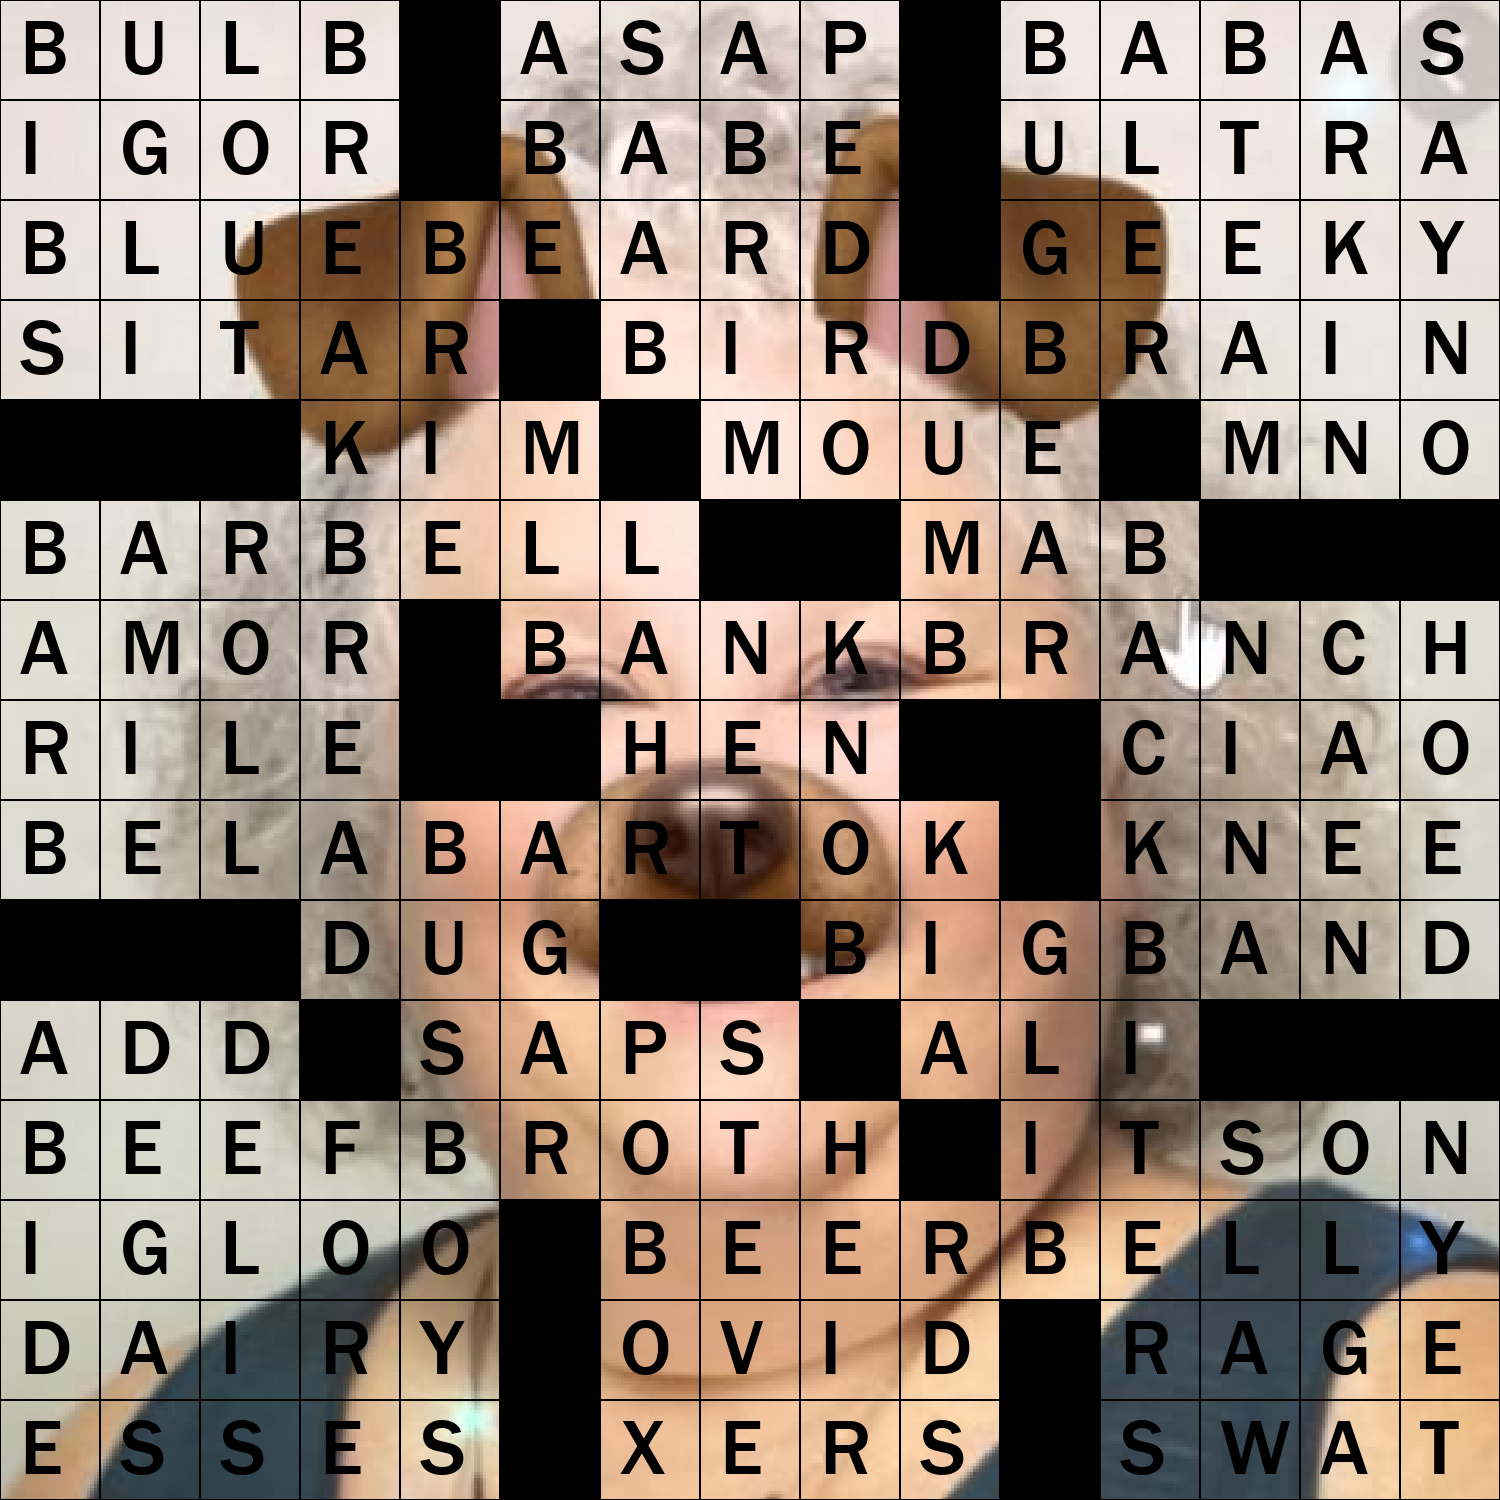 BULB ASAP BABAS
IGOR BABE ULTRA
BLUEBEARD GEEKY
SITAR BIRDBRAIN
KIM MOUE MNO
BARBELL MAB
AMOR BANKBRANCH
RILE HEN CIAO
BELABARTOK KNEE
DUG BIGBAND
ADD SAPS ALI
BEEFBROTH ITSON
IGLOO BEERBELLY
DAIRY OVID RAGE
ESSES XERS SWAT